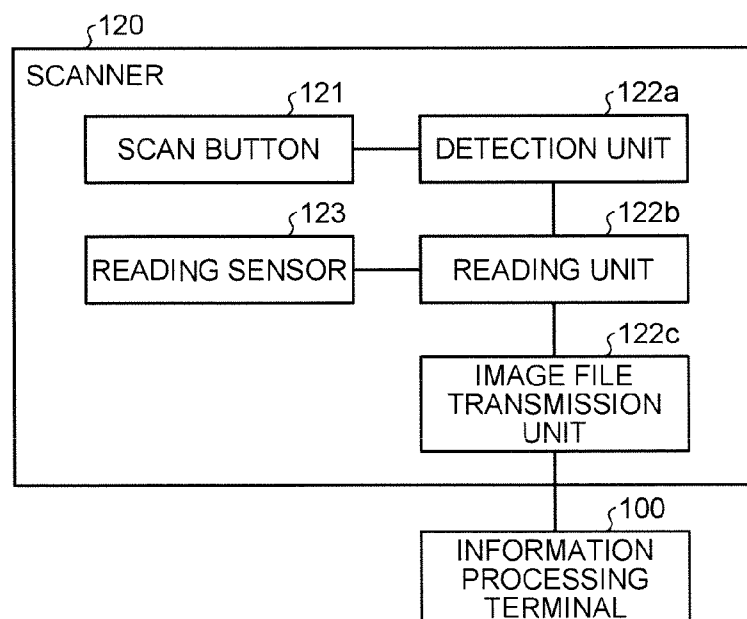 120
SCANNER
121
122a
SCAN BUTTON
DETECTION UNIT
123
122b
READING SENSOR
READING UNIT
122c
IMAGE FILE
TRANSMISSION
UNIT
100
INFORMATION
PROCESSING
TERMINAL